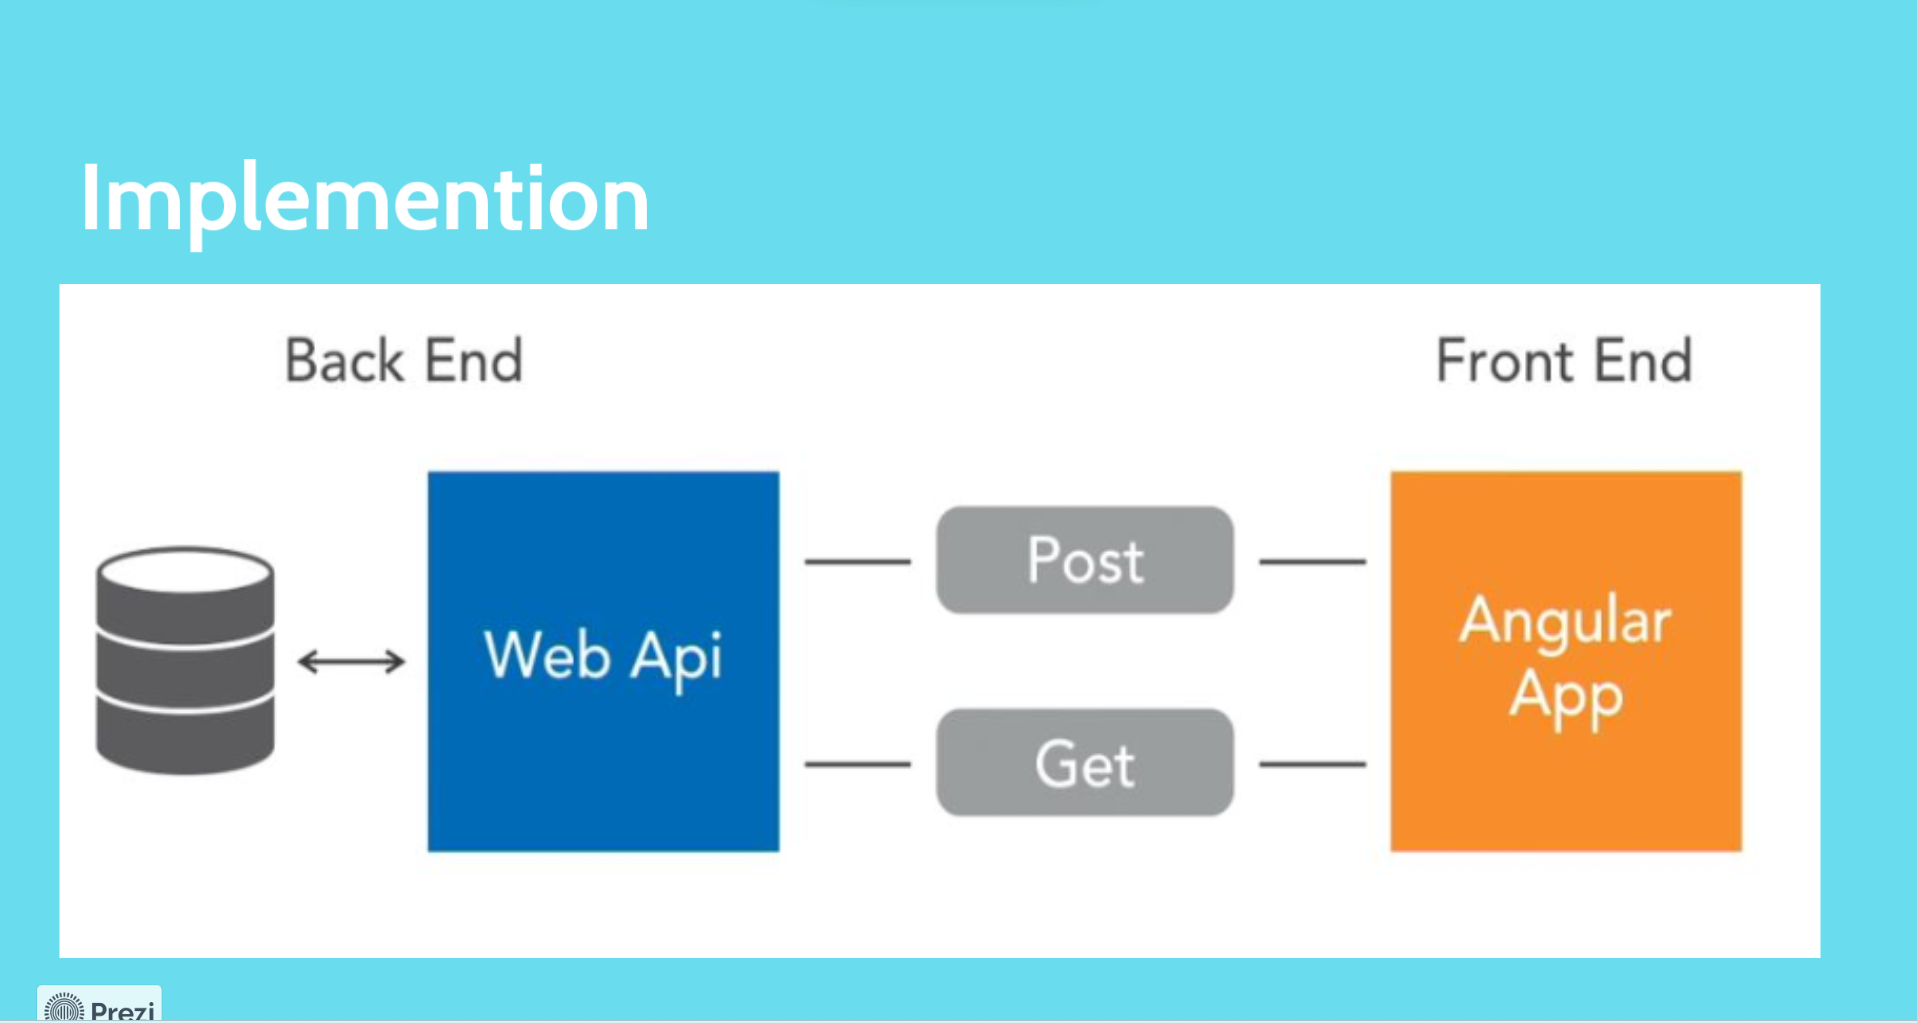 Implemention
Back End
Front End
Web Api
Post
Get
Angular
App
Prezi